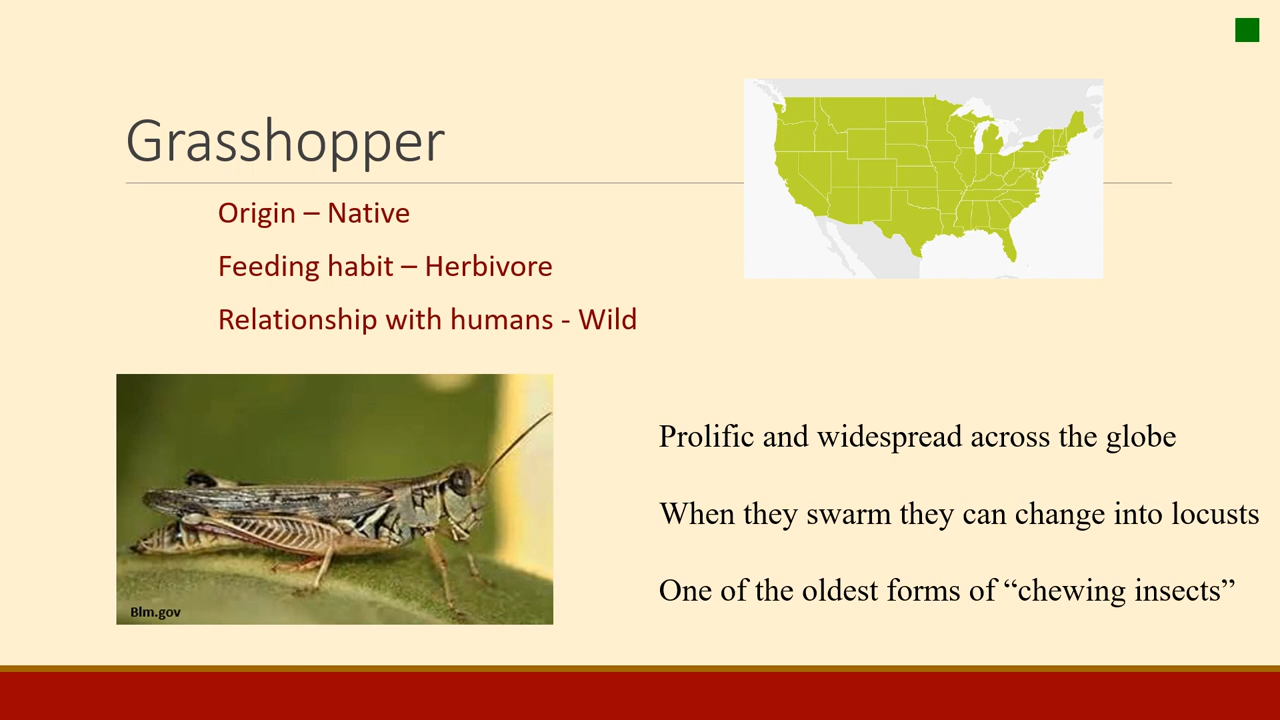 Grasshopper
Origin – Native
Feeding habit – Herbivore
Relationship with humans - Wild
Prolific and widespread across the globe
When they swarm they can change into locusts
One of the oldest forms of “chewing insects”
Blm.gov